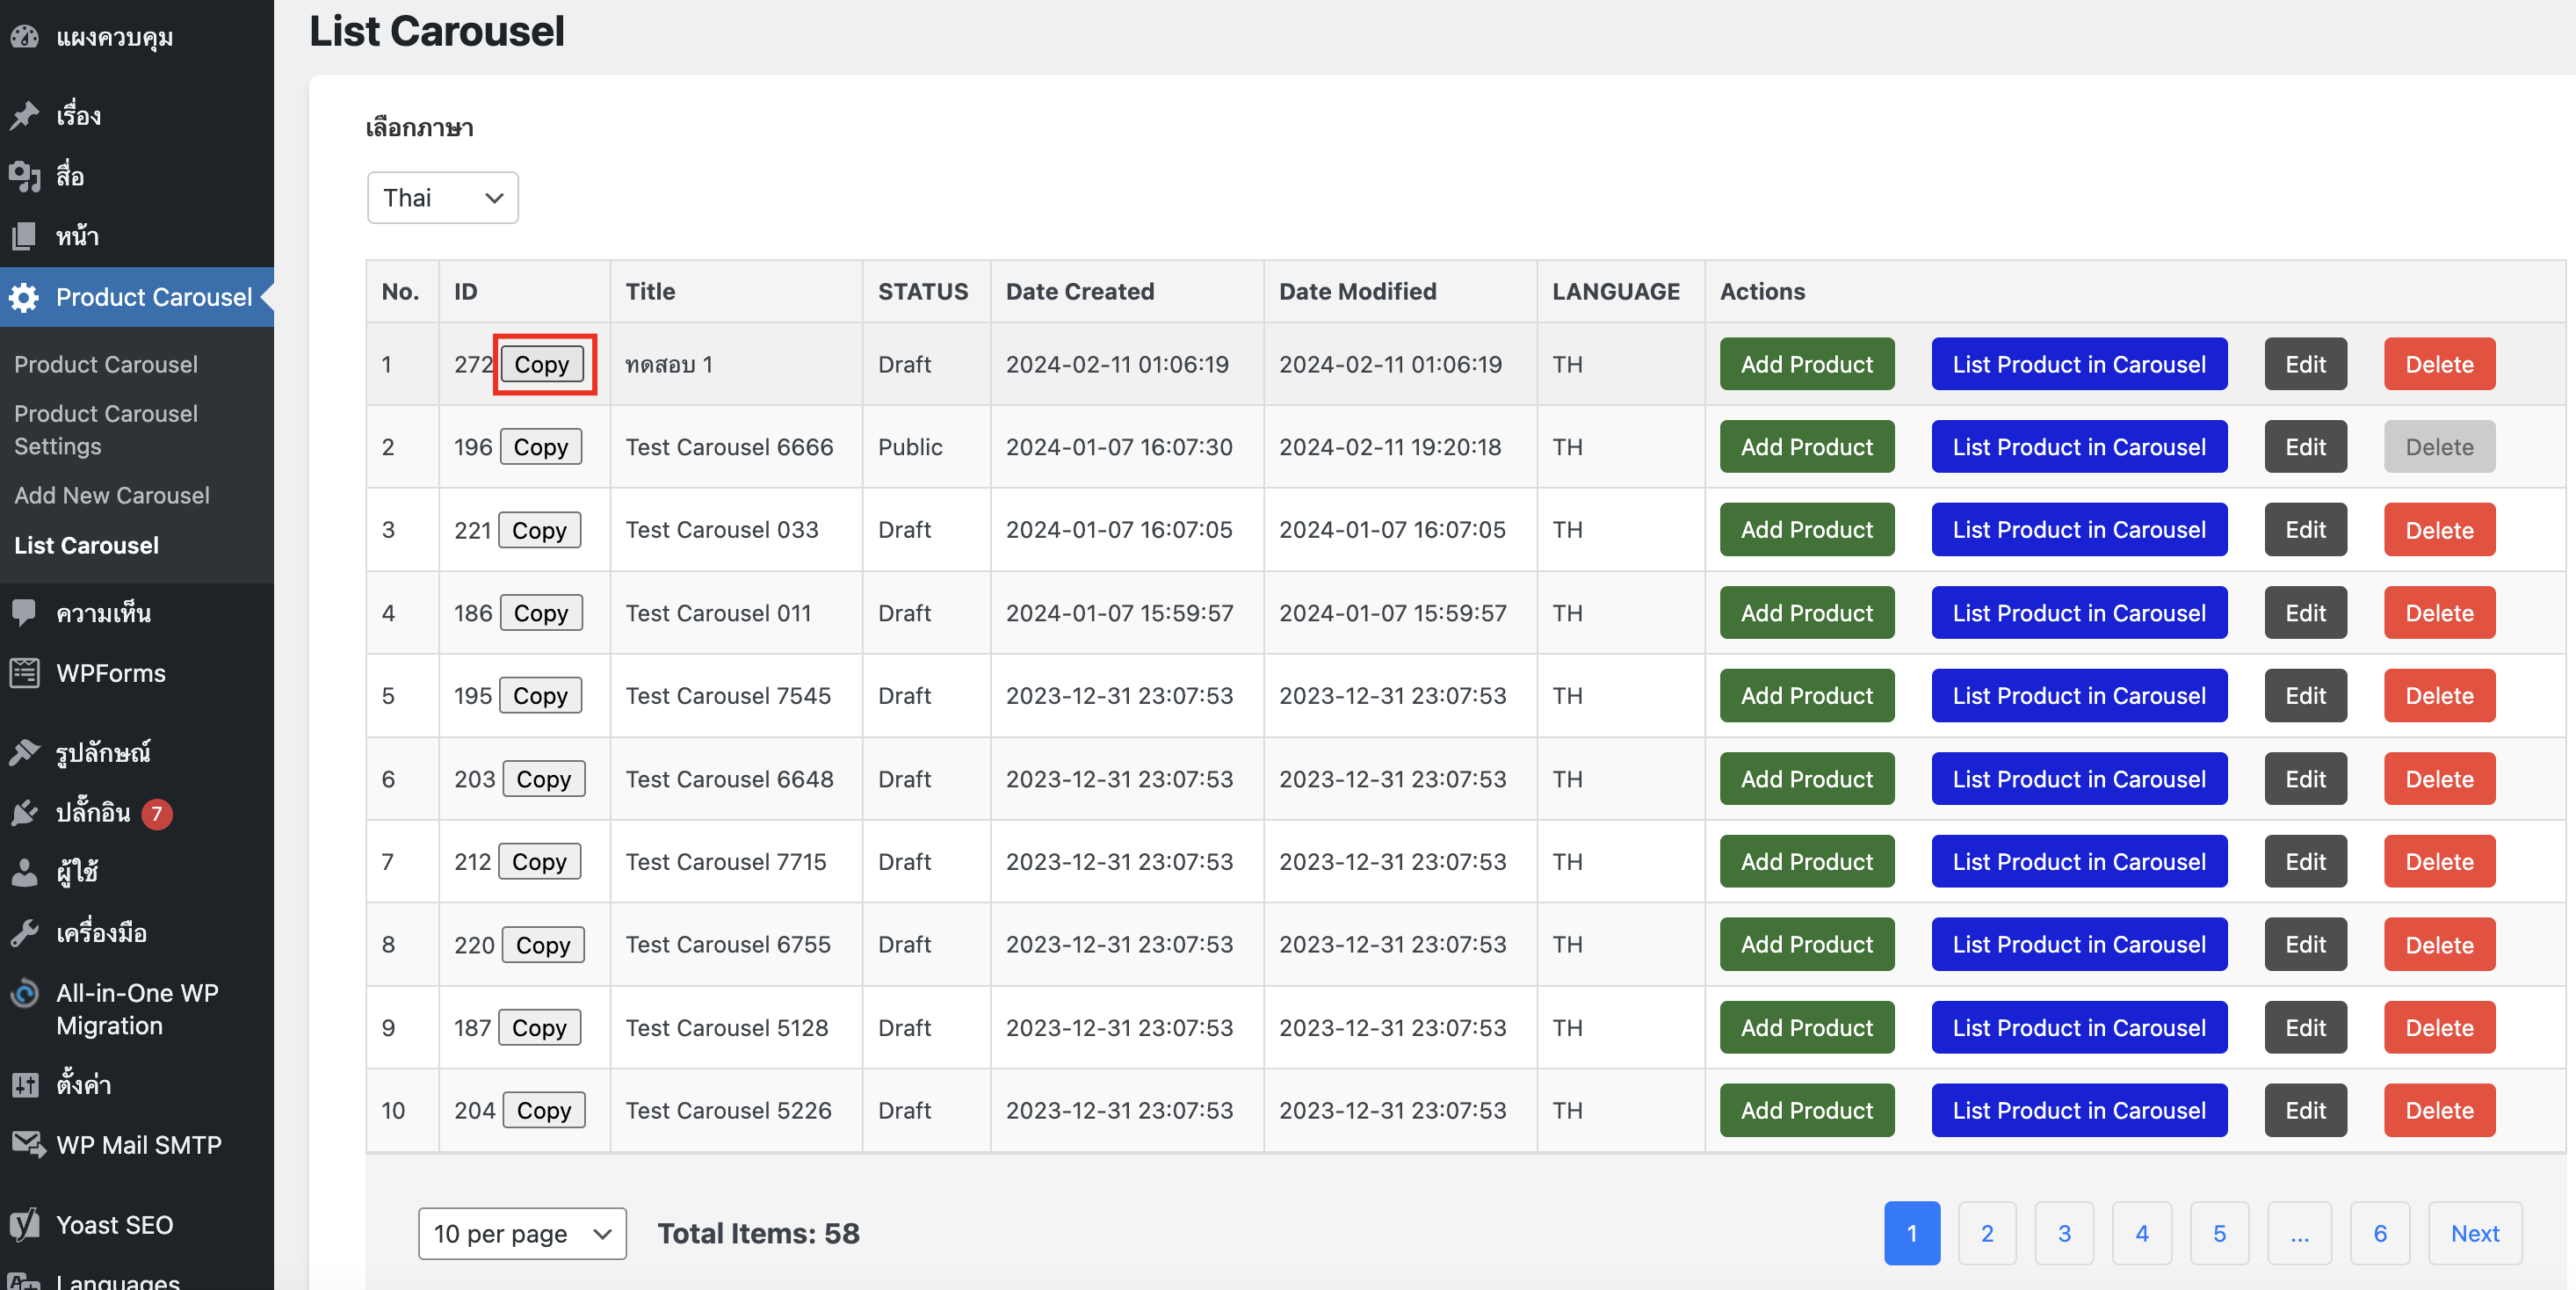 แผงควบคุม
เรื่อง
สื่อ
หน้า
Product Carousel
Product Carousel
Product Carousel
Settings
Add New Carousel
List Carousel
ความเห็น
WPForms
รูปลักษณ์
ปลั๊กอิน 7
ผู้ใช้
เครื่องมือ
All-in-One WP
Migration
ตั้งค่า
WP Mail SMTP
Yoast SEO
Languages
List Carousel
เลือกภาษา
Thai
No. ID Title STATUS Date Created Date Modified LANGUAGE Actions
1 272 Copy ทดสอบ 1 Draft 2024-02-11 01:06:19 2024-02-11 01:06:19 TH Add Product List Product in Carousel Edit Delete
2 196 Copy Test Carousel 6666 Public 2024-01-07 16:07:30 2024-02-11 19:20:18 TH Add Product List Product in Carousel Edit Delete
3 221 Copy Test Carousel 033 Draft 2024-01-07 16:07:05 2024-01-07 16:07:05 TH Add Product List Product in Carousel Edit Delete
4 186 Copy Test Carousel 011 Draft 2024-01-07 15:59:57 2024-01-07 15:59:57 TH Add Product List Product in Carousel Edit Delete
5 195 Copy Test Carousel 7545 Draft 2023-12-31 23:07:53 2023-12-31 23:07:53 TH Add Product List Product in Carousel Edit Delete
6 203 Copy Test Carousel 6648 Draft 2023-12-31 23:07:53 2023-12-31 23:07:53 TH Add Product List Product in Carousel Edit Delete
7 212 Copy Test Carousel 7715 Draft 2023-12-31 23:07:53 2023-12-31 23:07:53 TH Add Product List Product in Carousel Edit Delete
8 220 Copy Test Carousel 6755 Draft 2023-12-31 23:07:53 2023-12-31 23:07:53 TH Add Product List Product in Carousel Edit Delete
9 187 Copy Test Carousel 5128 Draft 2023-12-31 23:07:53 2023-12-31 23:07:53 TH Add Product List Product in Carousel Edit Delete
10 204 Copy Test Carousel 5226 Draft 2023-12-31 23:07:53 2023-12-31 23:07:53 TH Add Product List Product in Carousel Edit Delete
10 per page Total Items: 58 1 2 3 4 5 ... 6 Next